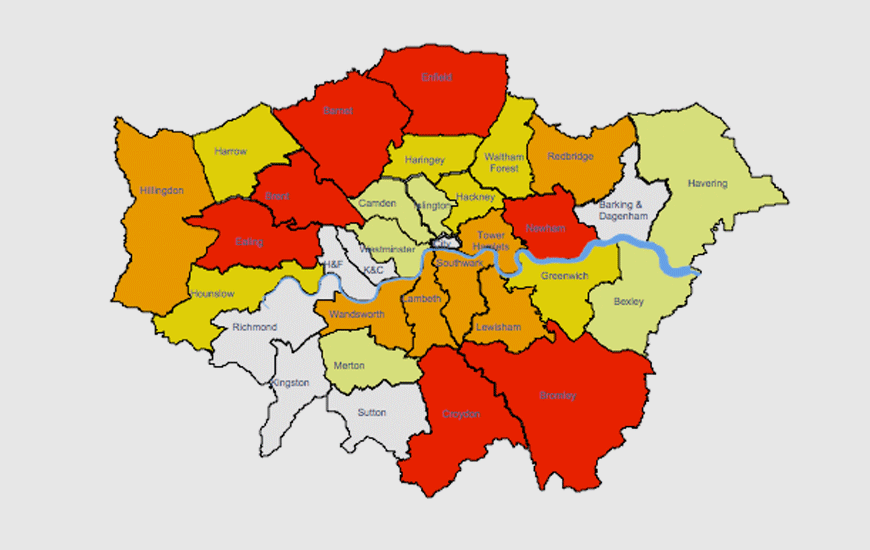 Enfield
Barnet
Harrow
Haringey
Waltham
Forest
Redbridge
Hillingdon
Havering
Brent
Camden
Islington
Hackney
Barking &
Dagenham
Ealing
Westminster
City
Tower
Hamlets
Newham
H&F
K&C
Southwark
Greenwich
Hounslow
Lambeth
Bexley
Wandsworth
Richmond
Lewisham
Merton
Kingston
Bromley
Sutton
Croydon